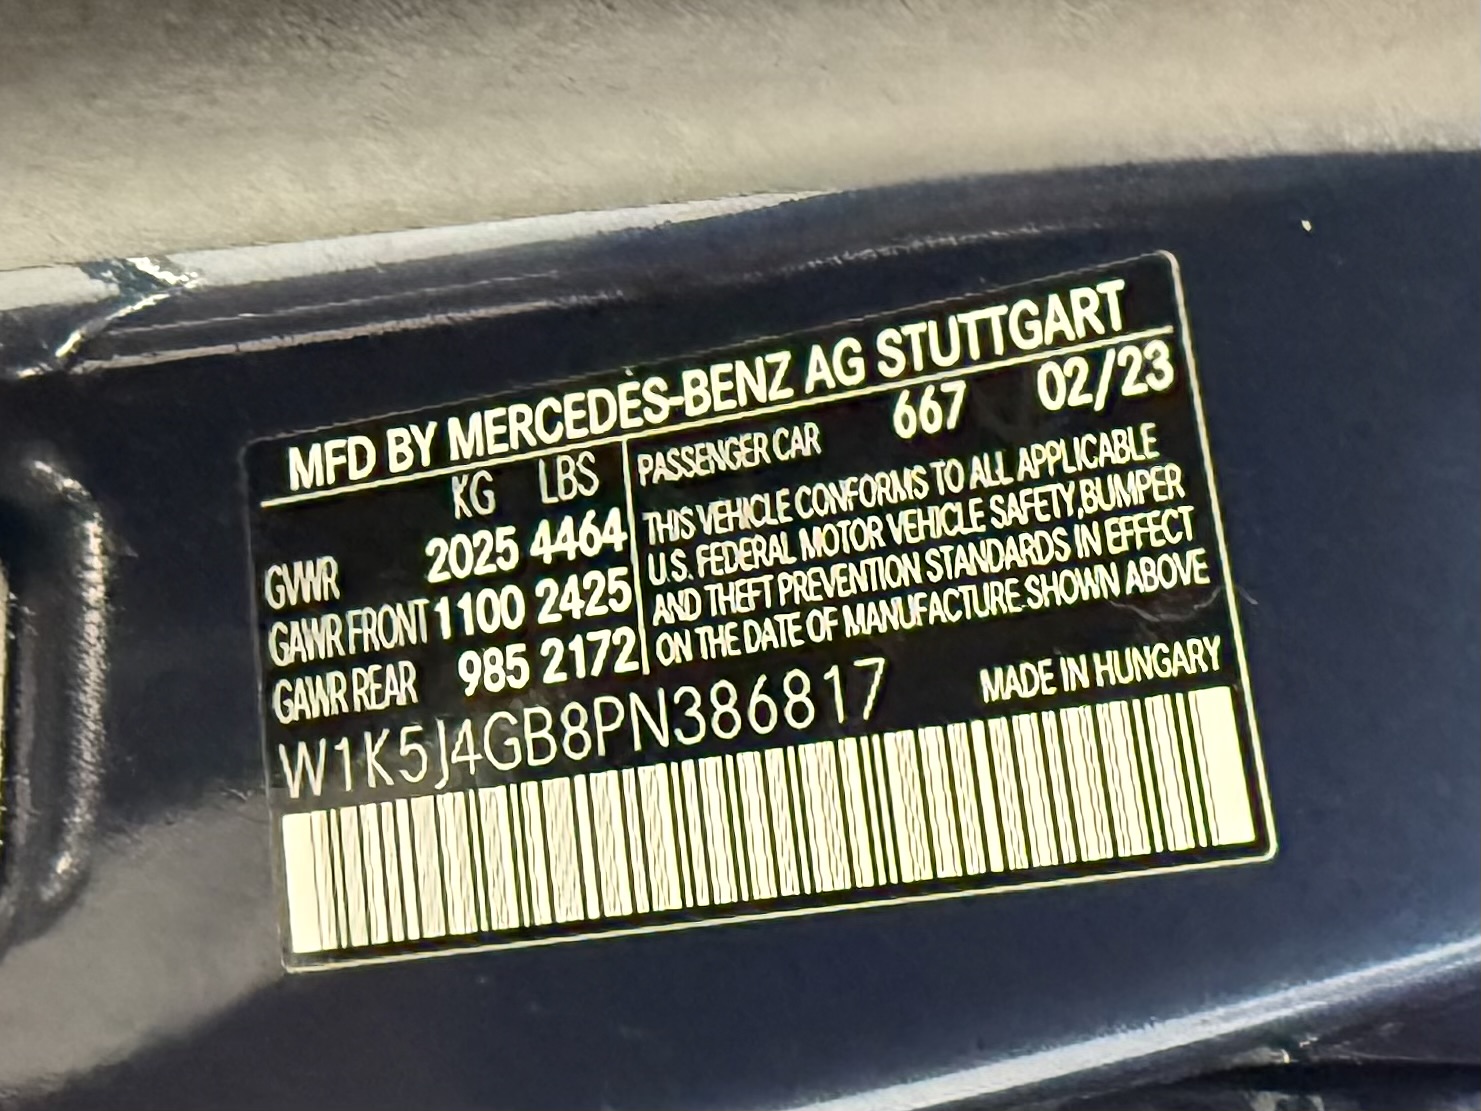 MFD BY MERCEDES-BENZ AG STUTTGART
KG LBS
GVWR 2025 4464
GAWR FRONT 1100 2425
GAWR REAR 985 2172
PASSENGER CAR 667 02/23
THIS VEHICLE CONFORMS TO ALL APPLICABLE
U.S. FEDERAL MOTOR VEHICLE SAFETY,BUMPER
AND THEFT PREVENTION STANDARDS IN EFFECT
ON THE DATE OF MANUFACTURE SHOWN ABOVE
W1K5J4GB8PN386817
MADE IN HUNGARY